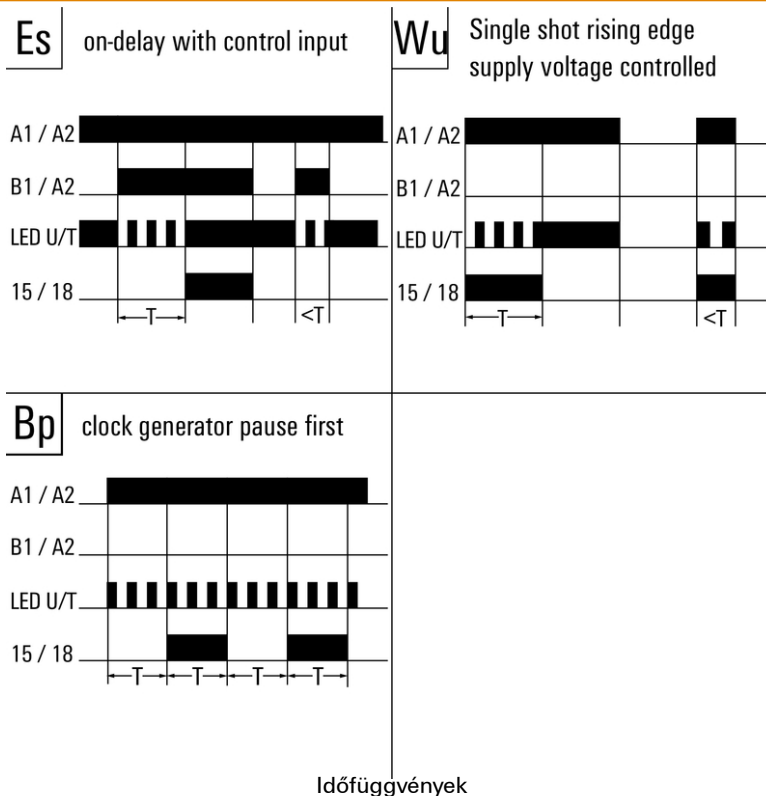 Es
on-delay with control input
A1 / A2
B1 / A2
LED U/T
15 / 18
T
<T
Wu
Single shot rising edge
supply voltage controlled
A1 / A2
B1 / A2
LED U/T
15 / 18
T
<T
Bp
clock generator pause first
A1 / A2
B1 / A2
LED U/T
15 / 18
T T T T
Időfüggvények